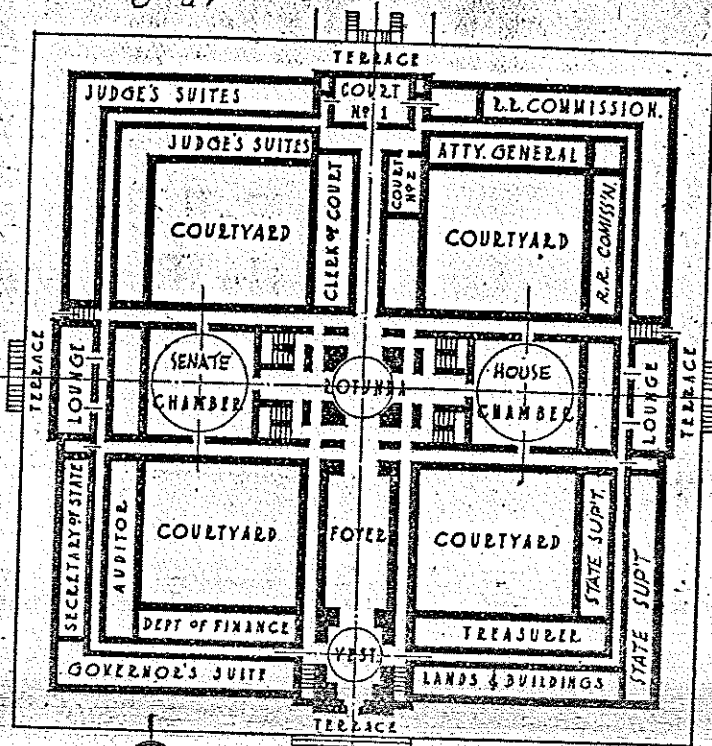 TERRACE
JUDGE'S SUITES
COURT
Nº 1
R.R. COMMISSION.
JUDGE'S SUITES
ATTY. GENERAL
COURT
Nº 2
CLERK OF COURT
COURTYARD
COURTYARD
R.R. COMISS'N.
TERRACE
LOUNGE
SENATE
CHAMBER
ROTUNDA
HOUSE
CHAMBER
LOUNGE
TERRACE
SECRETARY OF STATE
AUDITOR
COURTYARD
FOYER
COURTYARD
STATE SUP'T.
STATE SUP'T
DEPT OF FINANCE
TREASURER
VEST.
GOVERNOR'S SUITE
LANDS & BUILDINGS
TERRACE